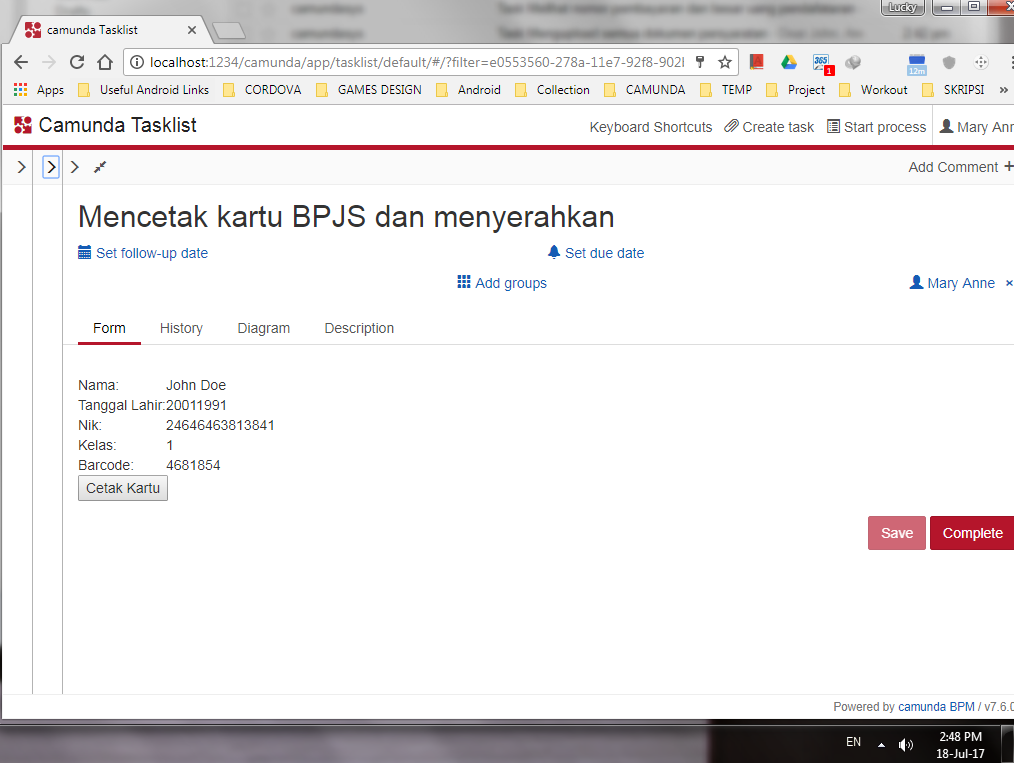 Lucky
camunda Tasklist
localhost:1234/camunda/app/tasklist/default/#/?filter=e0553560-278a-11e7-92f8-902
365
1
12m
Apps Useful Android Links CORDOVA GAMES DESIGN Android Collection CAMUNDA TEMP Project Workout SKRIPSI »
Camunda Tasklist
Keyboard Shortcuts Create task Start process Mary Ann
Add Comment +
Mencetak kartu BPJS dan menyerahkan
Set follow-up date Set due date
Add groups Mary Anne ×
Form History Diagram Description
Nama: John Doe
Tanggal Lahir:20011991
Nik: 24646463813841
Kelas: 1
Barcode: 4681854
Cetak Kartu
Save Complete
Powered by camunda BPM / v7.6.0
EN
2:48 PM
18-Jul-17